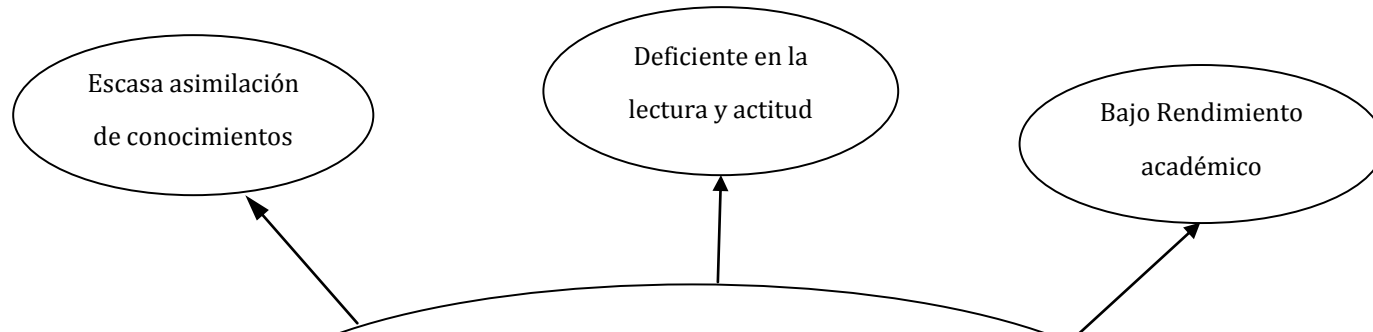 Escasa asimilación
de conocimientos
Deficiente en la
lectura y actitud
Bajo Rendimiento
académico